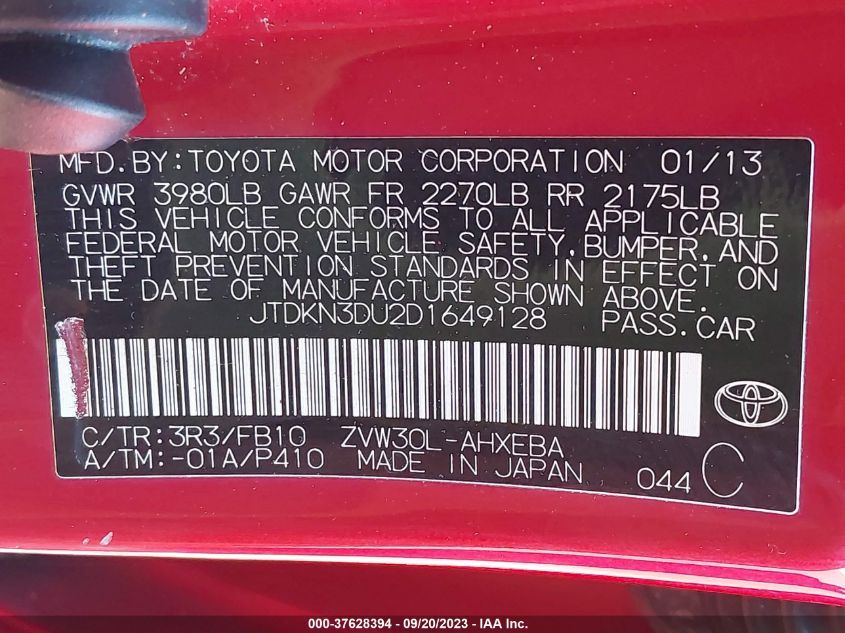 MFD.BY:TOYOTA MOTOR CORPORATION 01/13
GVWR 3980LB GAWR FR 2270LB RR 2175LB
THIS VEHICLE CONFORMS TO ALL APPLICABLE
FEDERAL MOTOR VEHICLE SAFETY,BUMPER,AND
THEFT PREVENTION STANDARDS IN EFFECT ON
THE DATE OF MANUFACTURE SHOWN ABOVE.
JTDKN3DU2D1649128 PASS.CAR
C/TR:3R3/FB10 ZVW30L-AHXEBA
A/TM:-01A/P410 MADE IN JAPAN 044 C
000-37628394 - 09/20/2023 - IAA Inc.